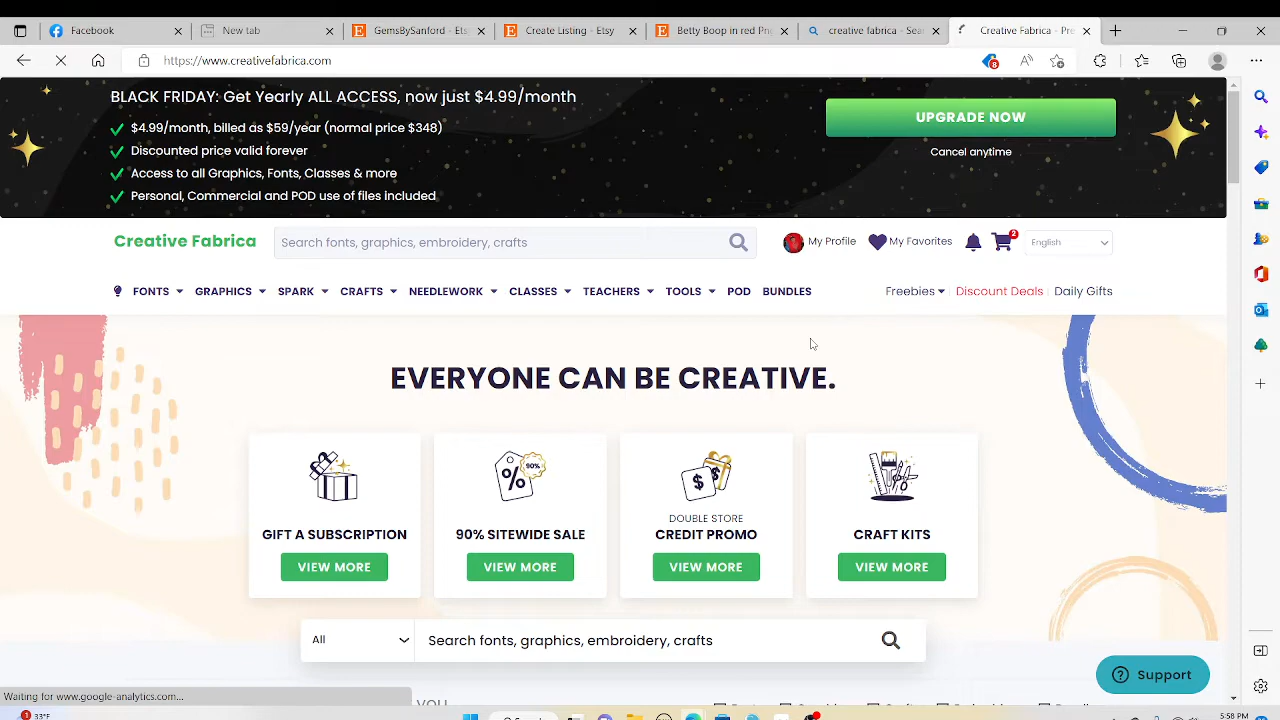 Facebook
New tab
GemsBySanford - Ets
Create Listing - Etsy
Betty Boop in red Pn
creative fabrica - Sea
Creative Fabrica - Pre
https://www.creativefabrica.com
8
BLACK FRIDAY: Get Yearly ALL ACCESS, now just $4.99/month
$4.99/month, billed as $59/year (normal price $348)
Discounted price valid forever
Access to all Graphics, Fonts, Classes & more
Personal, Commercial and POD use of files included
UPGRADE NOW
Cancel anytime
Creative Fabrica
Search fonts, graphics, embroidery, crafts
My Profile
My Favorites
2
English
FONTS
GRAPHICS
SPARK
CRAFTS
NEEDLEWORK
CLASSES
TEACHERS
TOOLS
POD
BUNDLES
Freebies
Discount Deals
Daily Gifts
EVERYONE CAN BE CREATIVE.
GIFT A SUBSCRIPTION
VIEW MORE
90%
90% SITEWIDE SALE
VIEW MORE
DOUBLE STORE
CREDIT PROMO
VIEW MORE
CRAFT KITS
VIEW MORE
All
Search fonts, graphics, embroidery, crafts
Support
Waiting for www.google-analytics.com...
you
33°F
5:58 PM